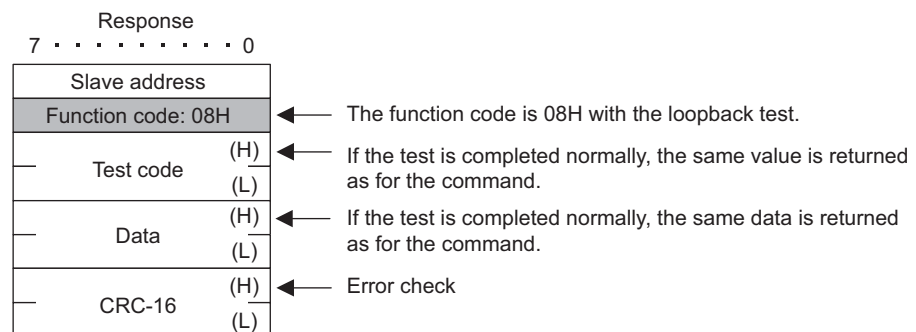 Response
7 · · · · · · · · · 0
Slave address
Function code: 08H
The function code is 08H with the loopback test.
Test code
(H)
(L)
If the test is completed normally, the same value is returned
as for the command.
Data
(H)
(L)
If the test is completed normally, the same data is returned
as for the command.
CRC-16
(H)
(L)
Error check